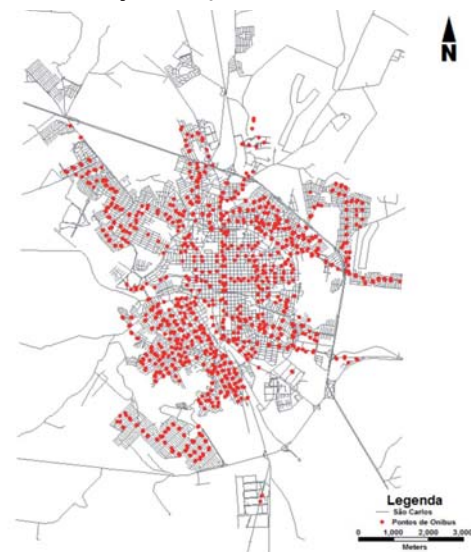 N
Legenda
São Carlos
Pontos de Onibus
0 1,000 2,000 3,000
Meters